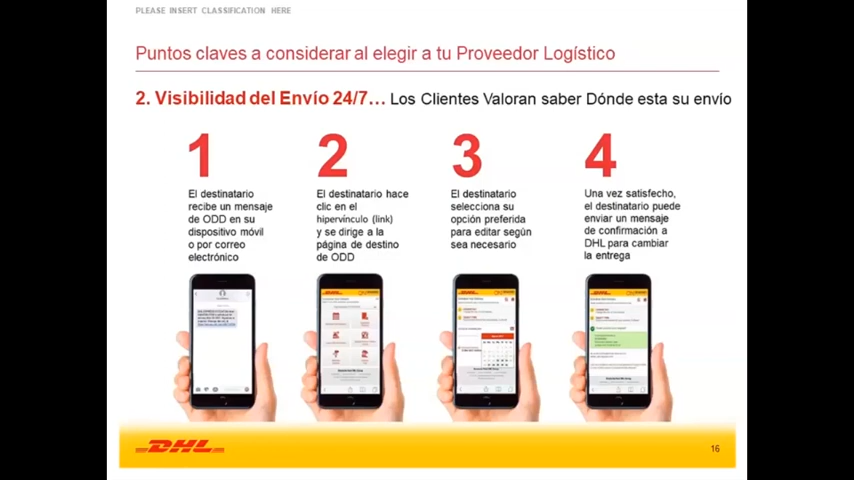 PLEASE INSERT CLASSIFICATION HERE
Puntos claves a considerar al elegir a tu Proveedor Logístico
2. Visibilidad del Envío 24/7… Los Clientes Valoran saber Dónde esta su envío
1
El destinatario
recibe un mensaje
de ODD en su
dispositivo móvil
o por correo
electrónico
2
El destinatario hace
clic en el
hipervínculo (link)
y se dirige a la
página de destino
de ODD
3
El destinatario
selecciona su
opción preferida
para editar según
sea necesario
4
Una vez satisfecho,
el destinatario puede
enviar un mensaje
de confirmación a
DHL para cambiar
la entrega
DHL
DHL
DHL
DHL
16